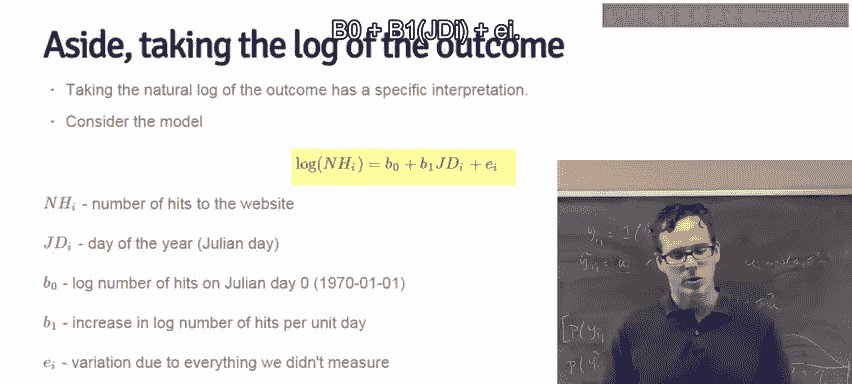 B0 + B1(JDi) + ei.
Aside, taking the log of the outcome
· Taking the natural log of the outcome has a specific interpretation.
· Consider the model
log(NHᵢ) = b₀ + b₁JDᵢ + eᵢ
NHᵢ - number of hits to the website
JDᵢ - day of the year (Julian day)
b₀ - log number of hits on Julian day 0 (1970-01-01)
b₁ - increase in log number of hits per unit day
eᵢ - variation due to everything we didn't measure